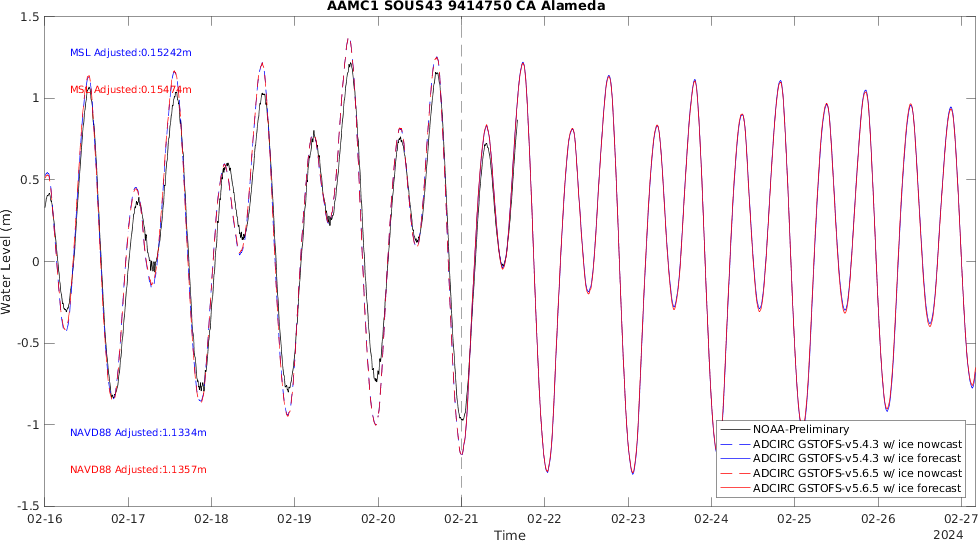 AAMC1 SOUS43 9414750 CA Alameda
1.5
1
0.5
0
-0.5
-1
-1.5
Water Level (m)
MSL Adjusted:0.15242m
MSL Adjusted:0.15474m
NAVD88 Adjusted:1.1334m
NAVD88 Adjusted:1.1357m
NOAA-Preliminary
ADCIRC GSTOFS-v5.4.3 w/ ice nowcast
ADCIRC GSTOFS-v5.4.3 w/ ice forecast
ADCIRC GSTOFS-v5.6.5 w/ ice nowcast
ADCIRC GSTOFS-v5.6.5 w/ ice forecast
02-16 02-17 02-18 02-19 02-20 02-21 02-22 02-23 02-24 02-25 02-26 02-27
Time
2024